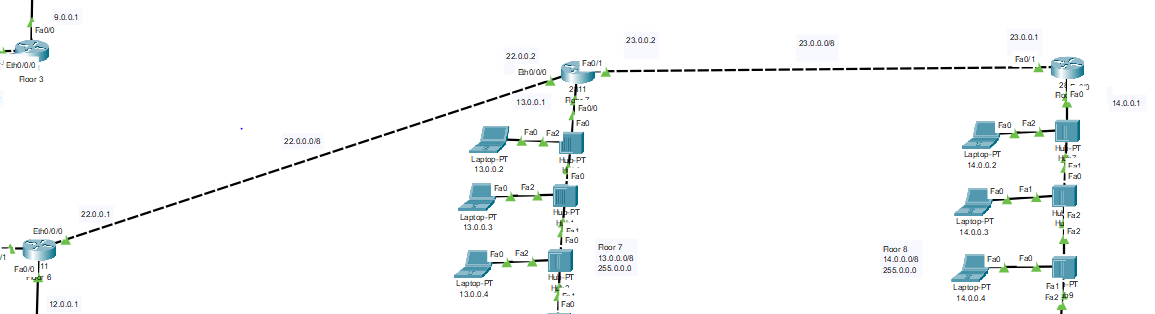 9.0.0.1
Fa0/0
Eth0/0/0
Floor 3
22.0.0.2
Eth0/0/0
Fa0/1
23.0.0.2
23.0.0.0/8
23.0.0.1
Fa0/1
13.0.0.1
Fa0/0
Fa0
Fa0
14.0.0.1
22.0.0.0/8
Fa0
Fa2
Laptop-PT
13.0.0.2
Hub-PT
Fa0
Fa0
Fa2
Laptop-PT
13.0.0.3
Fa0
Fa0
Fa2
Laptop-PT
13.0.0.4
Fa0
Floor 7
13.0.0.0/8
255.0.0.0
Fa0
Fa2
Laptop-PT
14.0.0.2
Fa1
Fa0
Fa0
Fa1
Laptop-PT
14.0.0.3
Fa2
Fa2
Floor 8
14.0.0.0/8
255.0.0.0
Fa0
Fa0
Laptop-PT
14.0.0.4
Fa1
Fa2
22.0.0.1
Eth0/0/0
Fa0/0
12.0.0.1